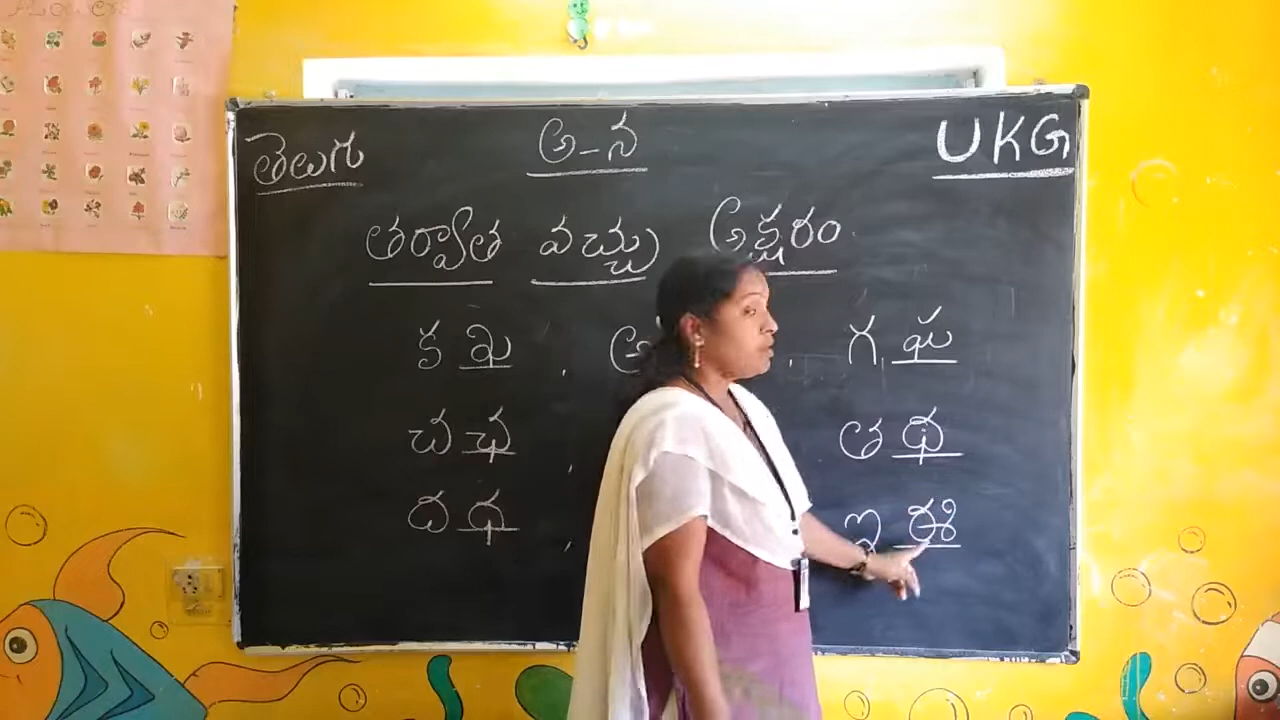 తెలుగు అ-న UKG
తర్వాత వచ్చు అక్షరం
క ఖ , అ , గ ఘ
చ ఛ , త థ
ద ధ , ఇ ఈ